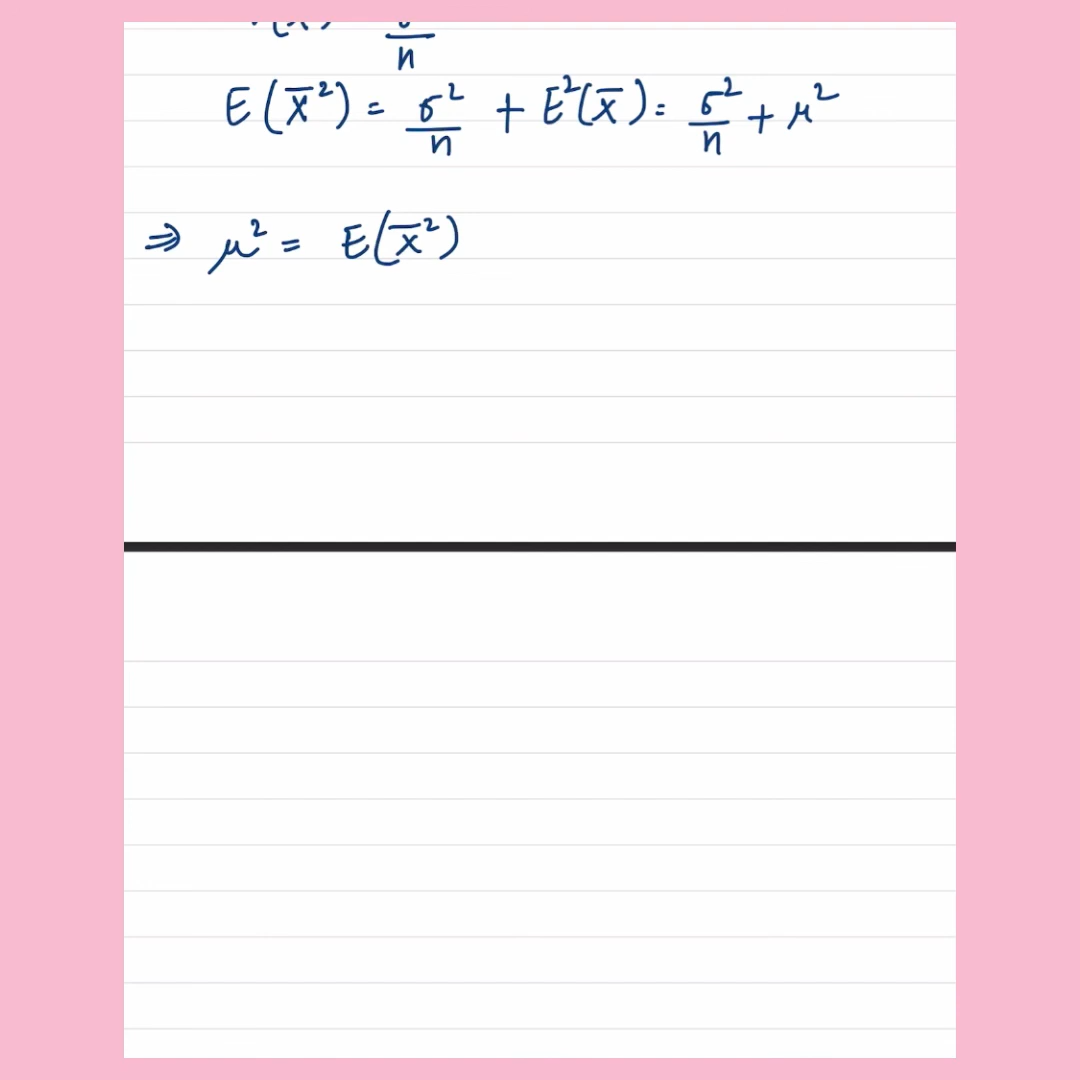 n
E(x̄²) = σ²/n + E²(x̄) = σ²/n + μ²
⇒ μ² = E(x̄²)